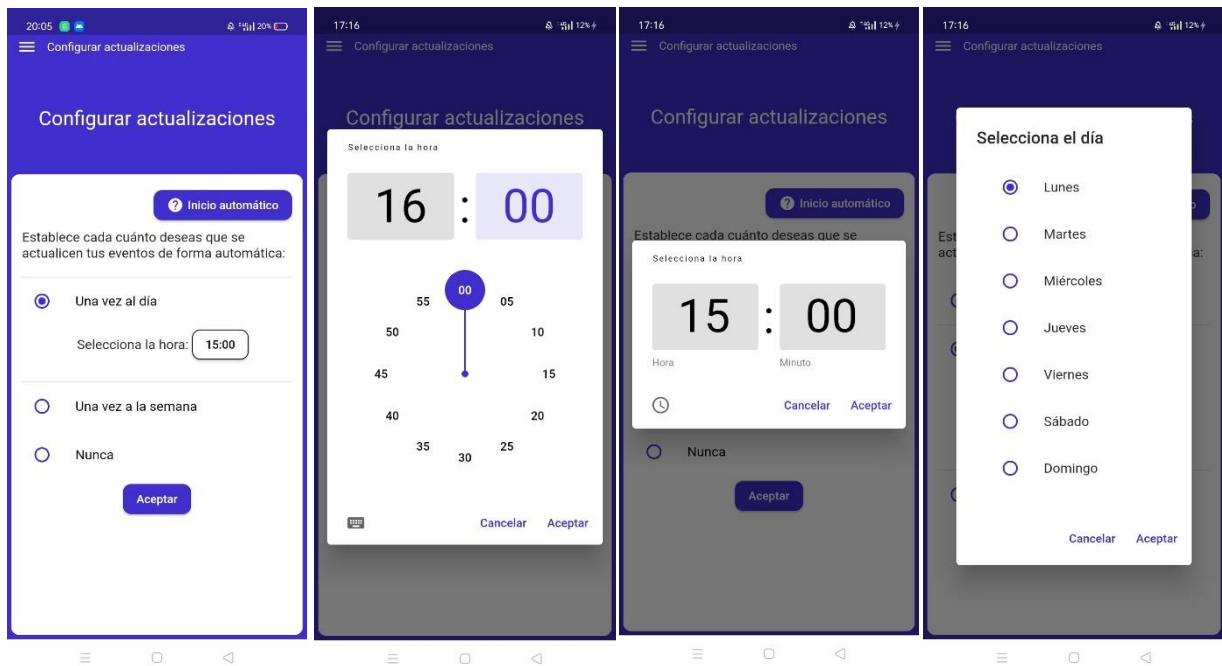 20:05
20%
Configurar actualizaciones
Configurar actualizaciones
Inicio automático
Establece cada cuánto deseas que se
actualicen tus eventos de forma automática:
Una vez al día
Selecciona la hora: 15:00
Una vez a la semana
Nunca
Aceptar
17:16
12%
Configurar actualizaciones
Configurar actualizaciones
Selecciona la hora
16 : 00
00
55 05
50 10
45 15
40 20
35 25
30
Cancelar Aceptar
17:16
12%
Configurar actualizaciones
Configurar actualizaciones
Inicio automático
Establece cada cuánto deseas que se
Selecciona la hora
15 : 00
Hora Minuto
Cancelar Aceptar
Nunca
Aceptar
17:16
12%
Configurar actualizaciones
Selecciona el día
Lunes
Martes
Miércoles
Jueves
Viernes
Sábado
Domingo
Cancelar Aceptar